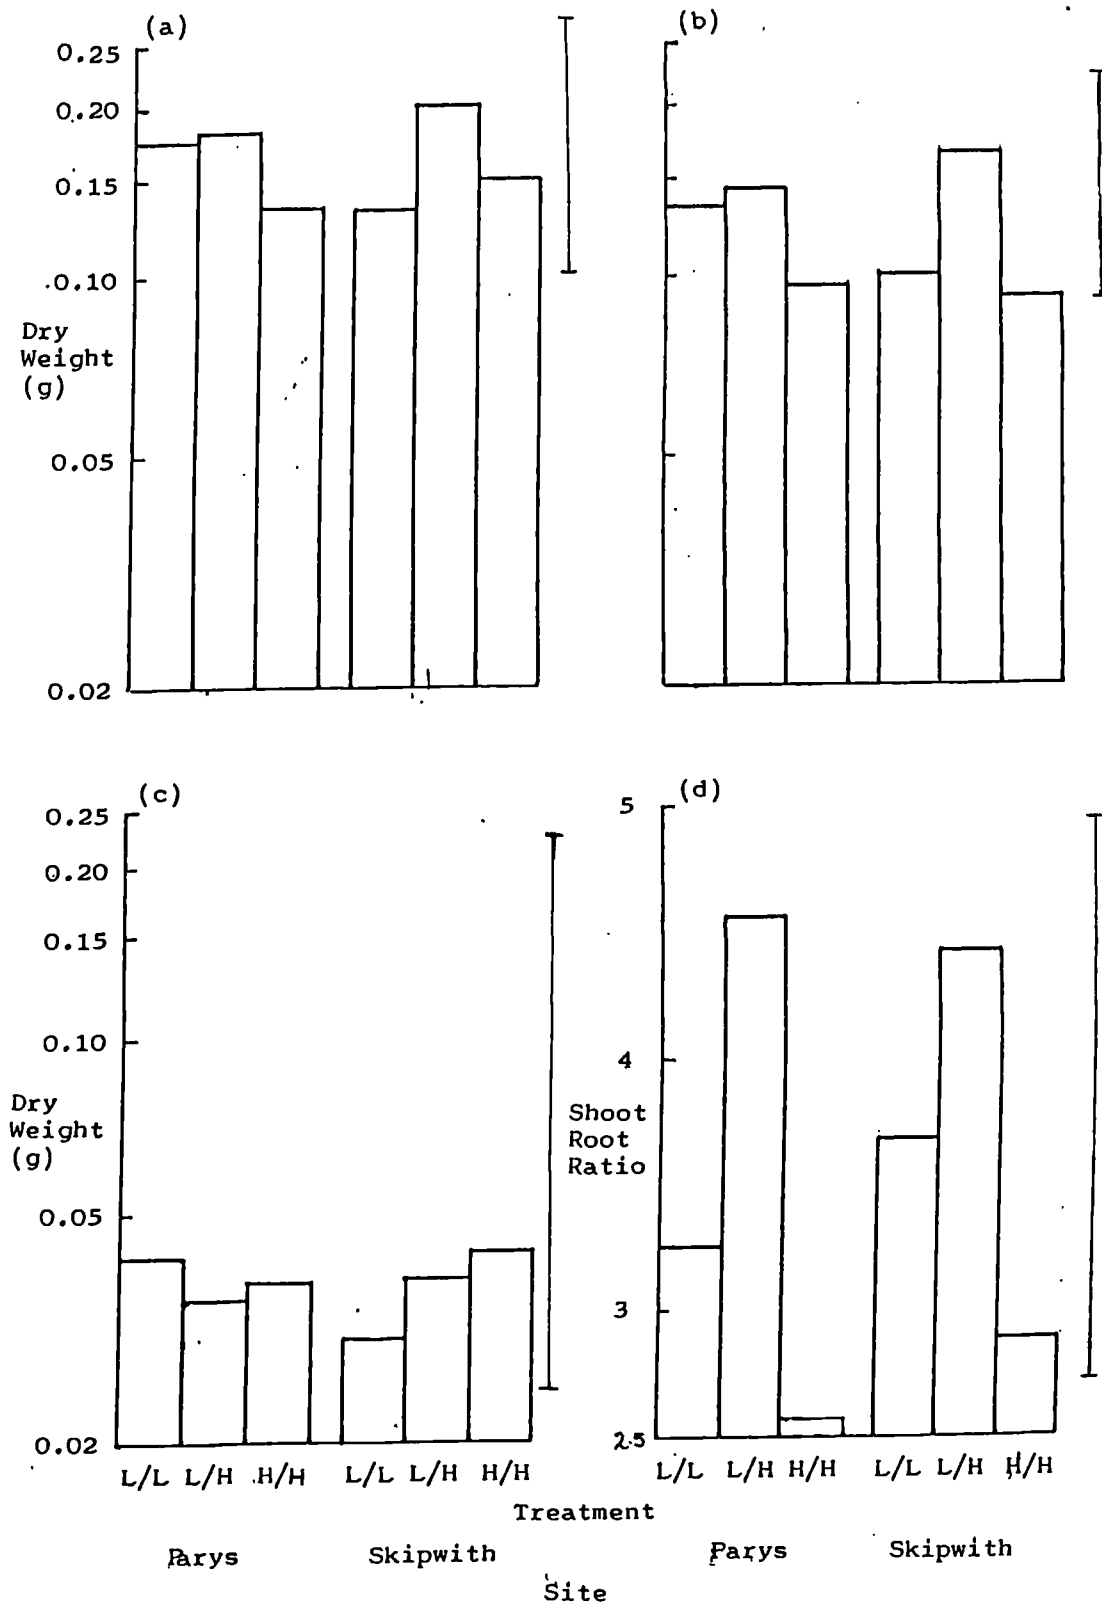 (a)
0.25
0.20
0.15
0.10
Dry
Weight
(g)
0.05
0.02
(b)
(c)
0.25
0.20
0.15
0.10
Dry
Weight
(g)
0.05
0.02
L/L L/H H/H L/L L/H H/H
(d)
5
4
Shoot
Root
Ratio
3
2.5
L/L L/H H/H L/L L/H H/H
Treatment
Parys Skipwith Parys Skipwith
Site